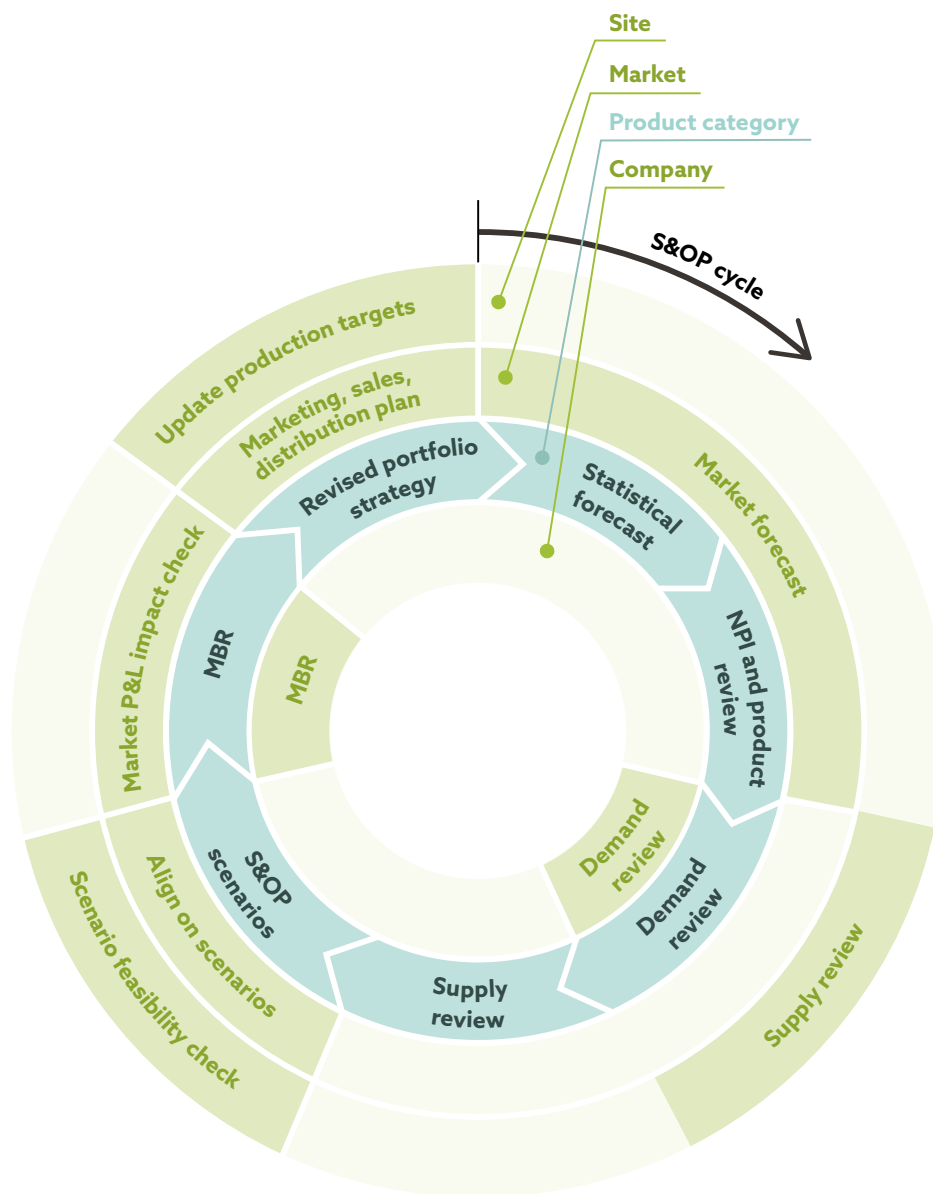 Site
Market
Product category
Company
S&OP cycle
Update production targets
Marketing, sales,
distribution plan
Revised portfolio
strategy
Statistical
forecast
Market forecast
NPI and product
review
Market P&L impact check
MBR
MBR
Demand
review
Demand
review
Supply review
Supply
review
S&OP
scenarios
Align on scenarios
Scenario feasibility check